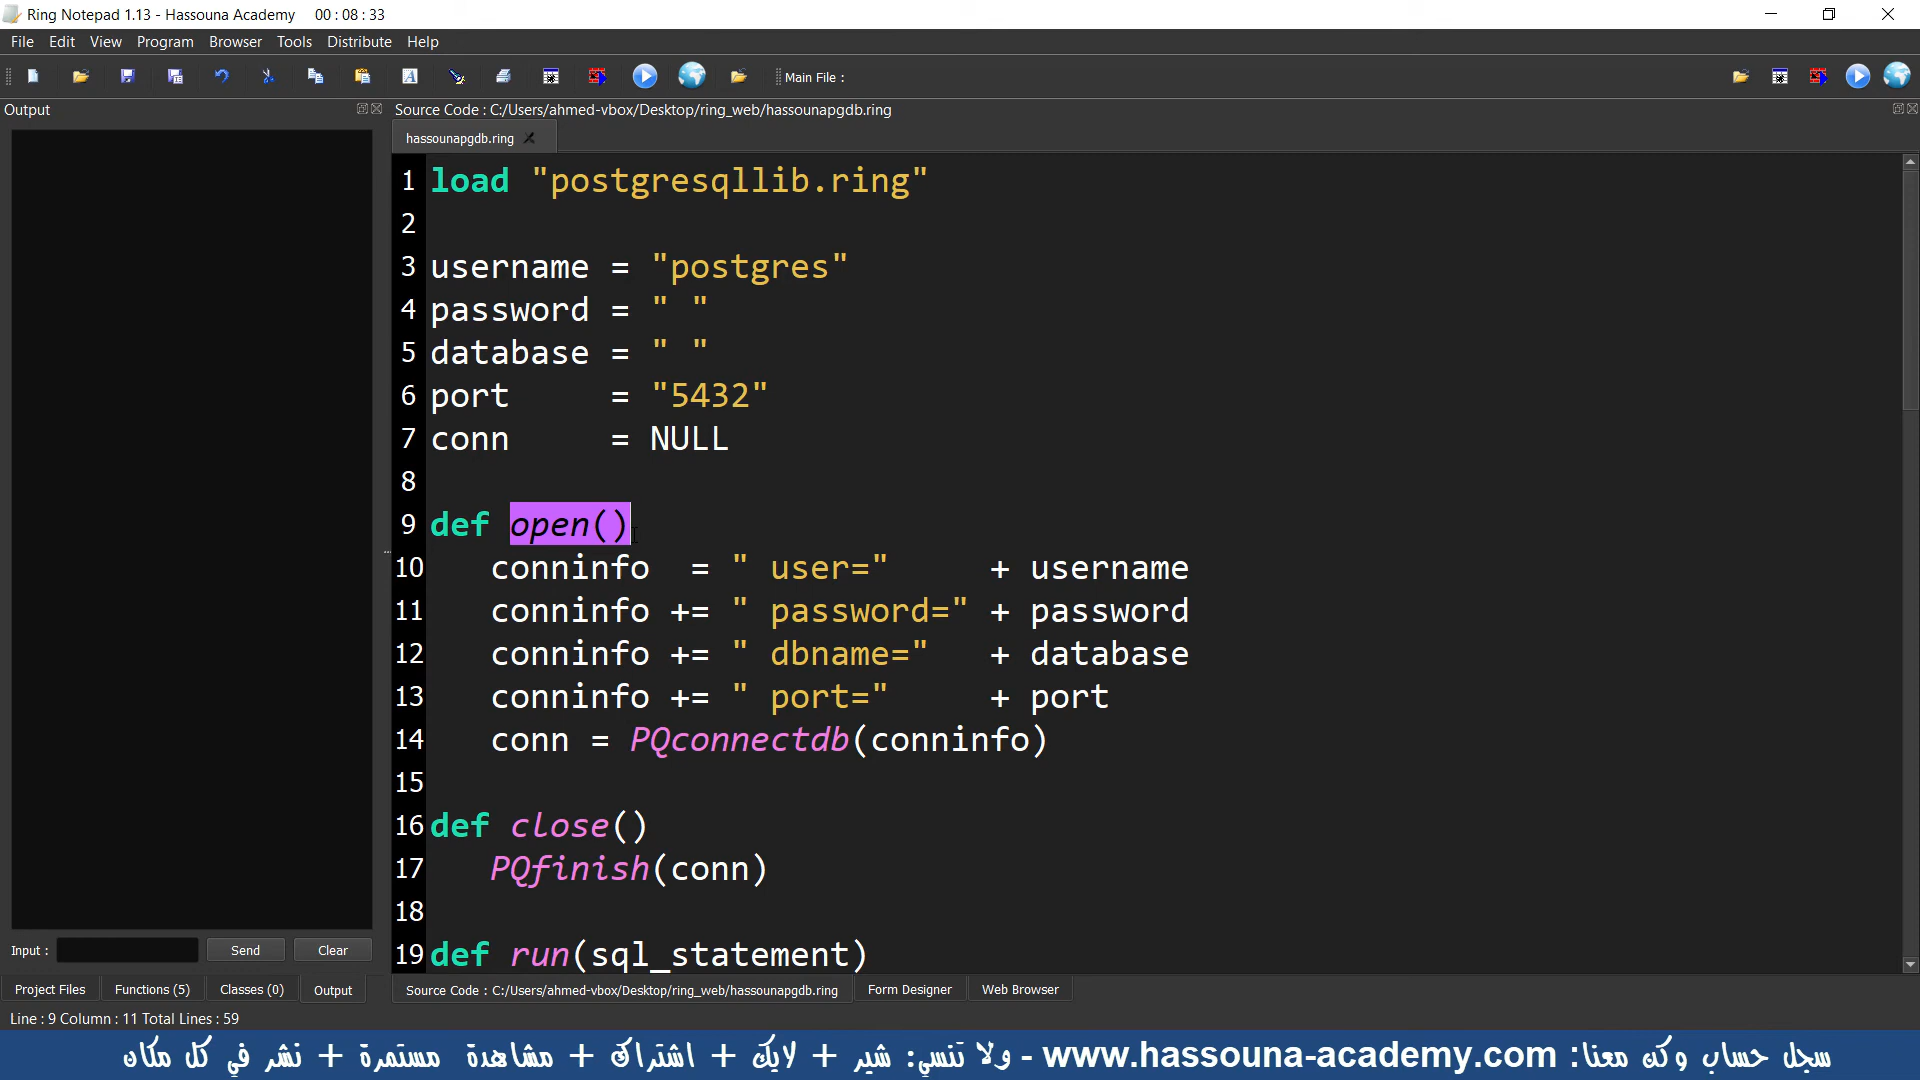 Ring Notepad 1.13 - Hassouna Academy 00 : 08 : 33
File Edit View Program Browser Tools Distribute Help
Main File :
Output
Source Code : C:/Users/ahmed-vbox/Desktop/ring_web/hassounapgdb.ring
hassounapgdb.ring
1 load "postgresqllib.ring"
2
3 username = "postgres"
4 password = " "
5 database = " "
6 port = "5432"
7 conn = NULL
8
9 def open()
10 conninfo = " user=" + username
11 conninfo += " password=" + password
12 conninfo += " dbname=" + database
13 conninfo += " port=" + port
14 conn = PQconnectdb(conninfo)
15
16 def close()
17 PQfinish(conn)
18
19 def run(sql_statement)
Input : Send Clear
Project Files Functions (5) Classes (0) Output
Source Code : C:/Users/ahmed-vbox/Desktop/ring_web/hassounapgdb.ring Form Designer Web Browser
Line : 9 Column : 11 Total Lines : 59
سجل حساب وكن معنا: www.hassouna-academy.com - ولا تنسي: شير + لايك + اشتراك + مشاهدة مستمرة + نشر في كل مكان